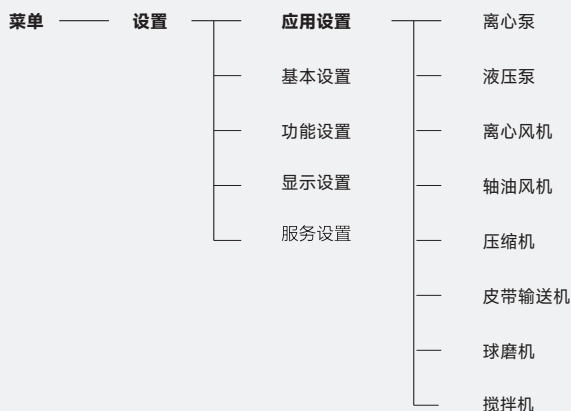 菜单 设置 应用设置 离心泵
基本设置 液压泵
功能设置 离心风机
显示设置 轴油风机
服务设置 压缩机
皮带输送机
球磨机
搅拌机